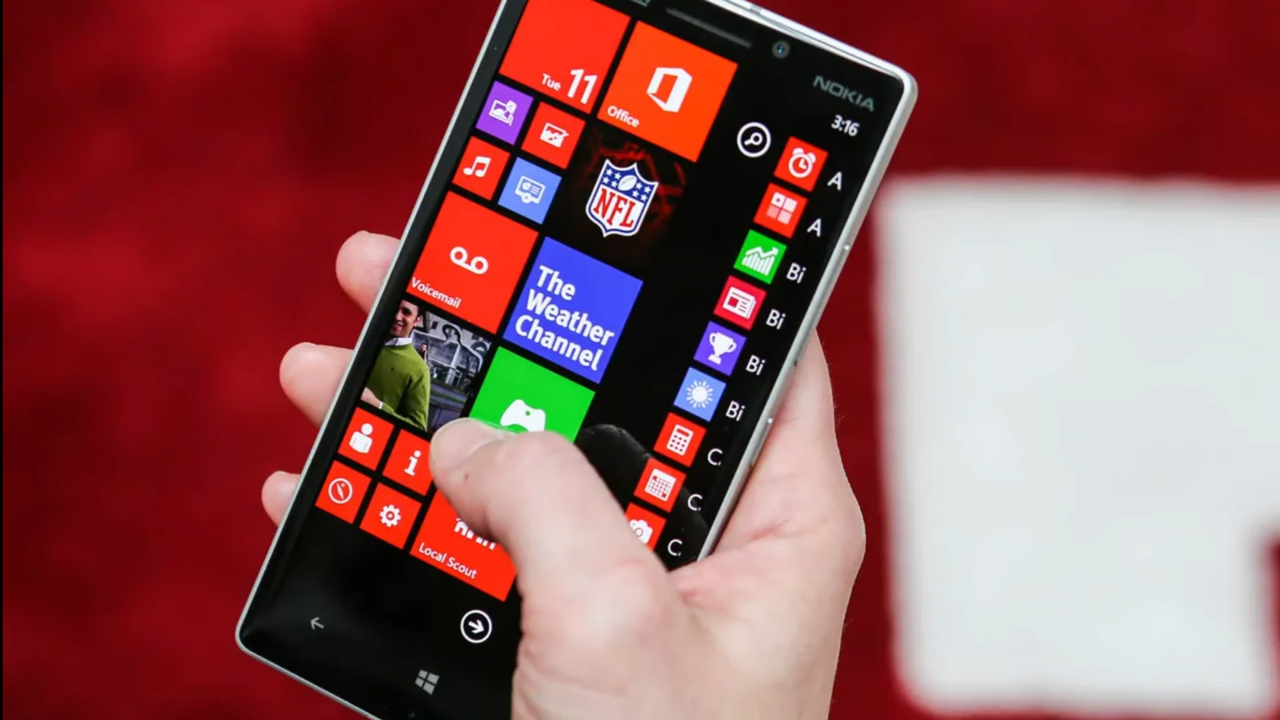 NOKIA
3:16
Tue 11
Office
NFL
Voicemail
The
Weather
Channel
Local Scout
A
A
Bi
Bi
Bi
Bi
C
C
C